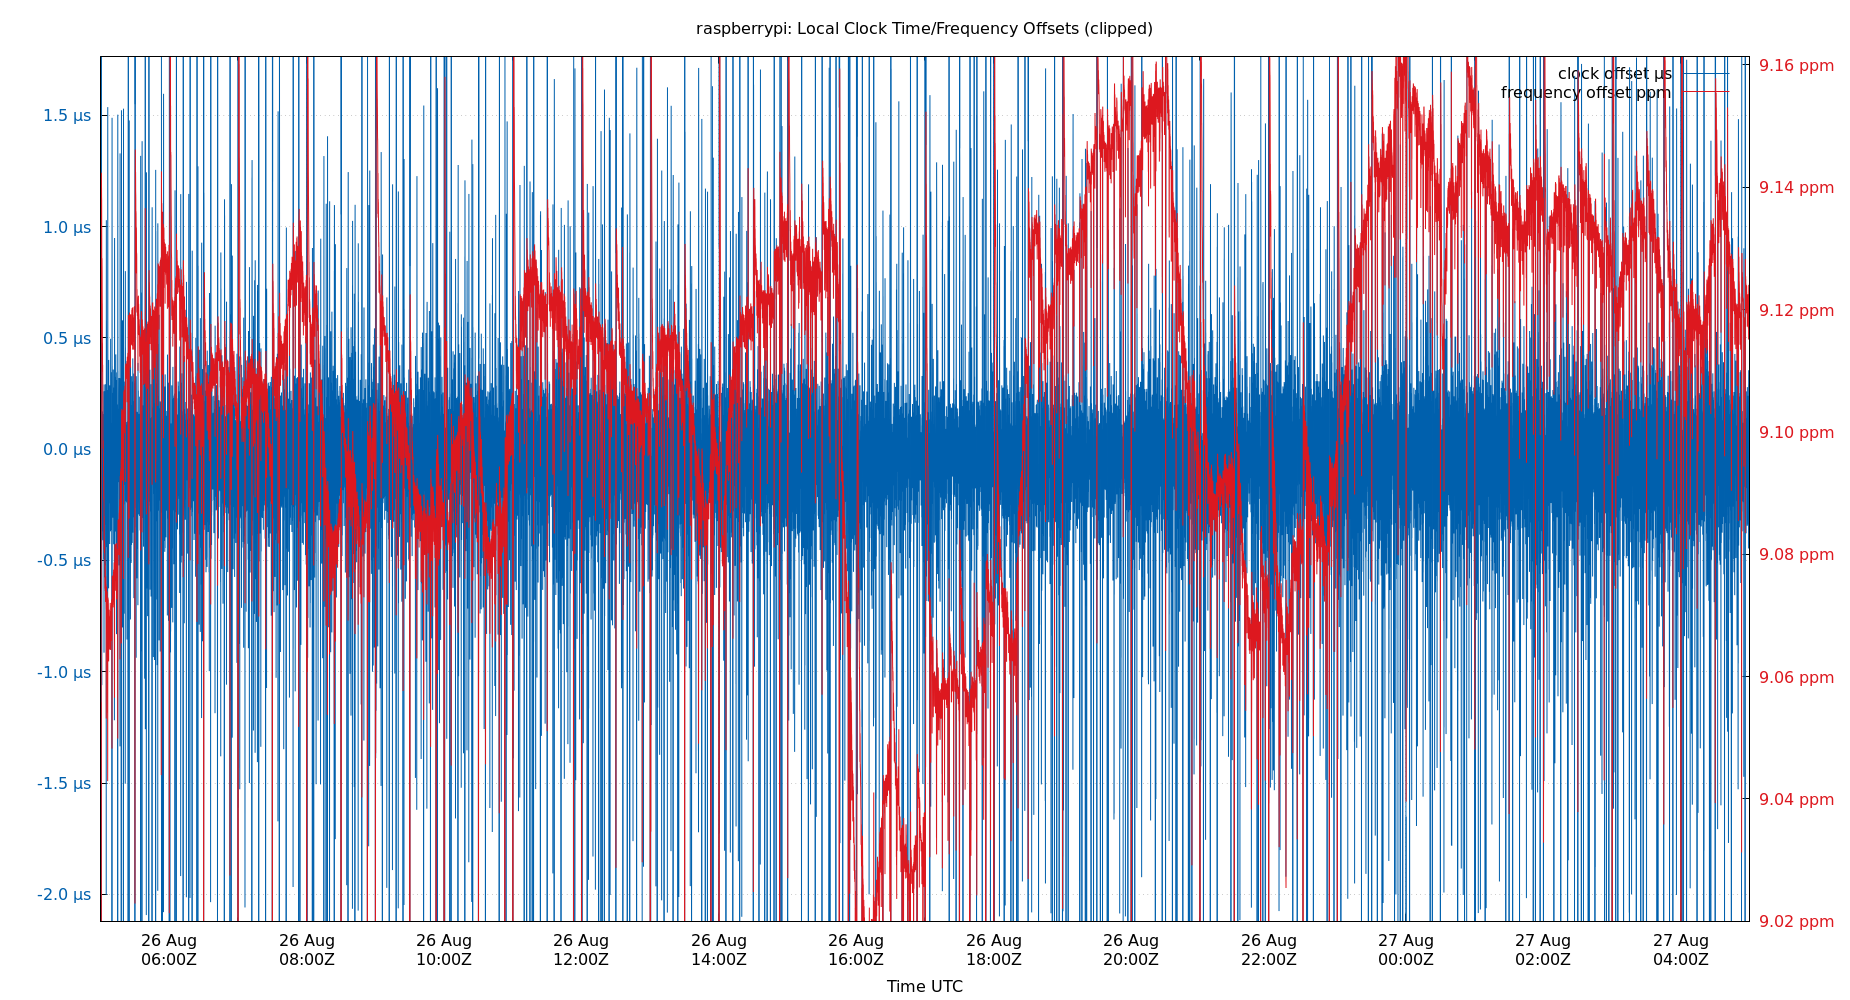 raspberrypi: Local Clock Time/Frequency Offsets (clipped)
clock offset µs
frequency offset ppm
1.5 µs
1.0 µs
0.5 µs
0.0 µs
-0.5 µs
-1.0 µs
-1.5 µs
-2.0 µs
9.16 ppm
9.14 ppm
9.12 ppm
9.10 ppm
9.08 ppm
9.06 ppm
9.04 ppm
9.02 ppm
26 Aug 26 Aug 26 Aug 26 Aug 26 Aug 26 Aug 26 Aug 26 Aug 26 Aug 27 Aug 27 Aug 27 Aug
06:00Z 08:00Z 10:00Z 12:00Z 14:00Z 16:00Z 18:00Z 20:00Z 22:00Z 00:00Z 02:00Z 04:00Z
Time UTC